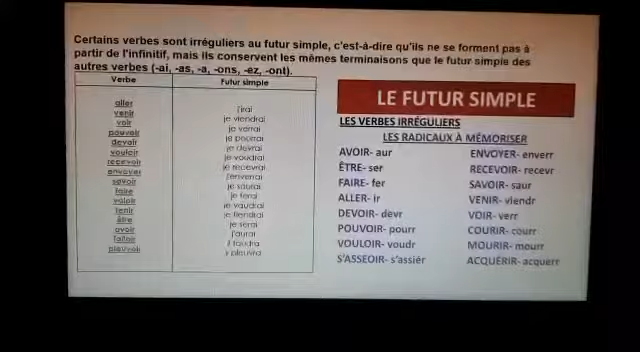 Certains verbes sont irréguliers au futur simple, c'est-à-dire qu'ils ne se forment pas à
partir de l'infinitif, mais ils conservent les mêmes terminaisons que le futur simple des
autres verbes (-ai, -as, -a, -ons, -ez, -ont).
Verbe
Futur simple
aller
venir
voir
pouvoir
devoir
vouloir
recevoir
envoyer
savoir
faire
valoir
tenir
être
avoir
falloir
pleuvoir
j'irai
je viendrai
je verrai
je pourrai
je devrai
je voudrai
je recevrai
j'enverrai
je saurai
je ferai
je vaudrai
je tiendrai
je serai
j'aurai
il faudra
il pleuvra
LE FUTUR SIMPLE
LES VERBES IRRÉGULIERS
LES RADICAUX À MÉMORISER
AVOIR- aur
ÊTRE- ser
FAIRE- fer
ALLER- ir
DEVOIR- devr
POUVOIR- pourr
VOULOIR- voudr
S'ASSEOIR- s'assiér
ENVOYER- enverr
RECEVOIR- recevr
SAVOIR- saur
VENIR- viendr
VOIR- verr
COURIR- courr
MOURIR- mourr
ACQUÉRIR- acquerr